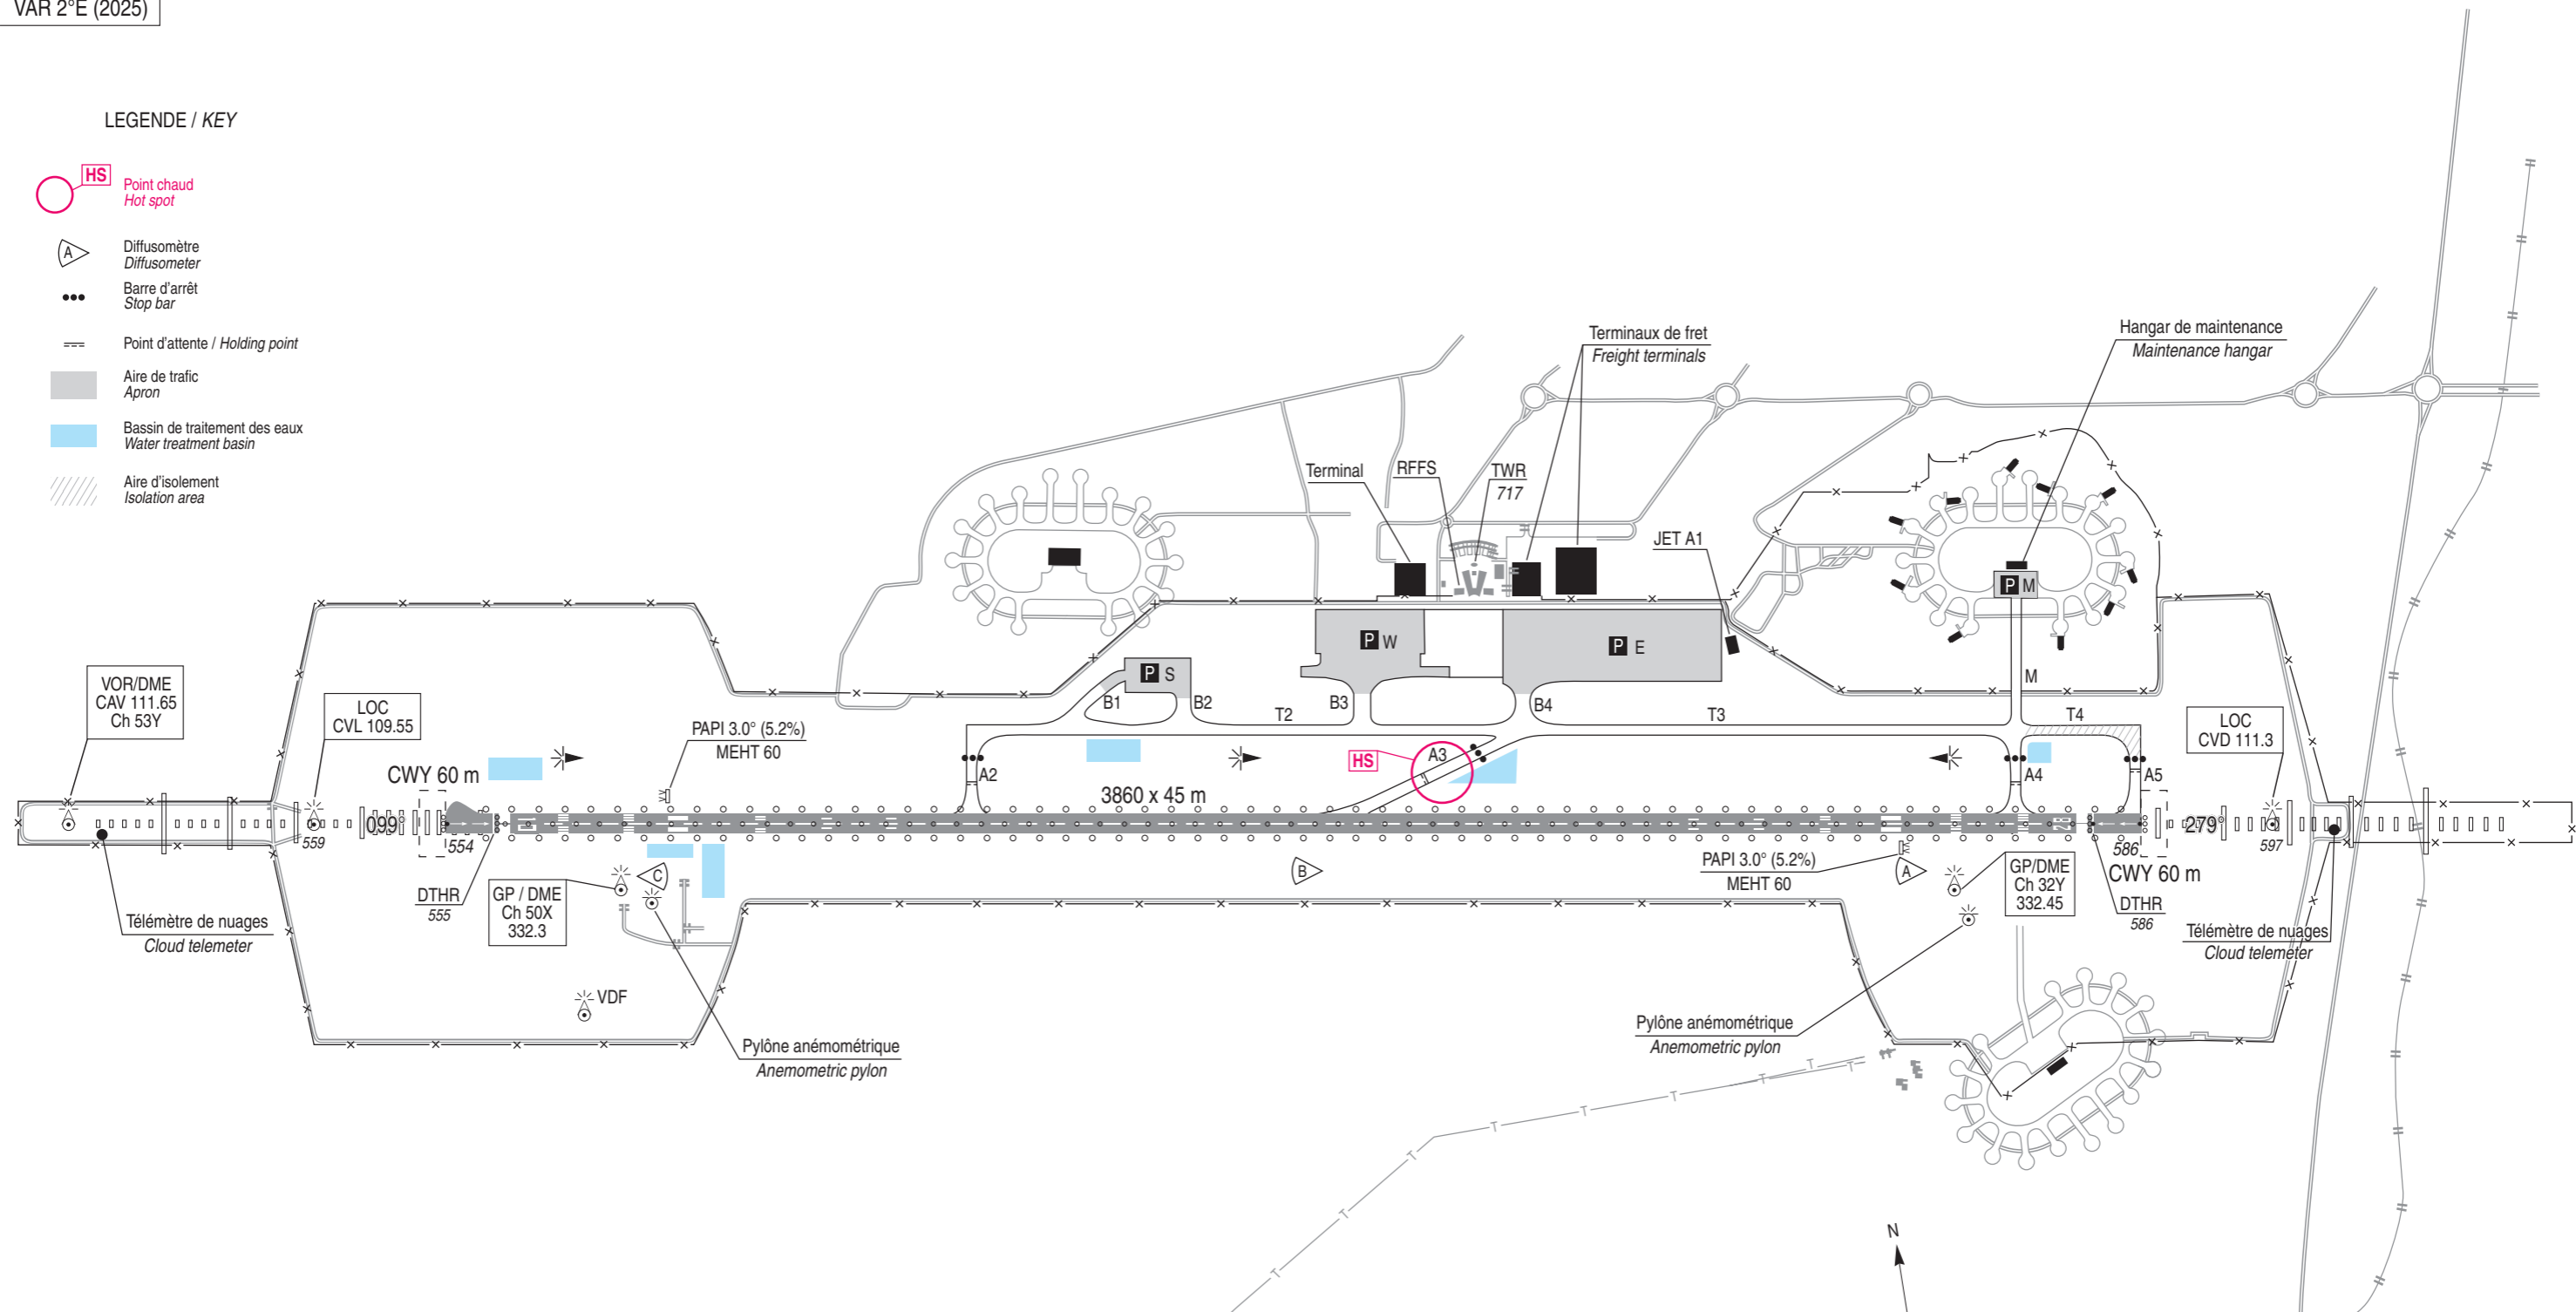 VAR 2°E (2025)
LEGENDE / KEY
HS
Point chaud
Hot spot
A
Diffusomètre
Diffusometer
Barre d'arrêt
Stop bar
Point d'attente / Holding point
Aire de trafic
Apron
Bassin de traitement des eaux
Water treatment basin
Aire d'isolement
Isolation area
Terminaux de fret
Freight terminals
Hangar de maintenance
Maintenance hangar
Terminal
RFFS
TWR
717
JET A1
P M
P W
P E
P S
M
B1
B2
T2
B3
B4
T3
T4
VOR/DME
CAV 111.65
Ch 53Y
LOC
CVL 109.55
PAPI 3.0° (5.2%)
MEHT 60
LOC
CVD 111.3
CWY 60 m
A2
HS
A3
A4
A5
3860 x 45 m
099
279
559
554
586
597
DTHR
555
GP / DME
Ch 50X
332.3
C
B
PAPI 3.0° (5.2%)
MEHT 60
A
GP/DME
Ch 32Y
332.45
CWY 60 m
DTHR
586
Télémètre de nuages
Cloud telemeter
Télémètre de nuages
Cloud telemeter
VDF
Pylône anémométrique
Anemometric pylon
Pylône anémométrique
Anemometric pylon
N